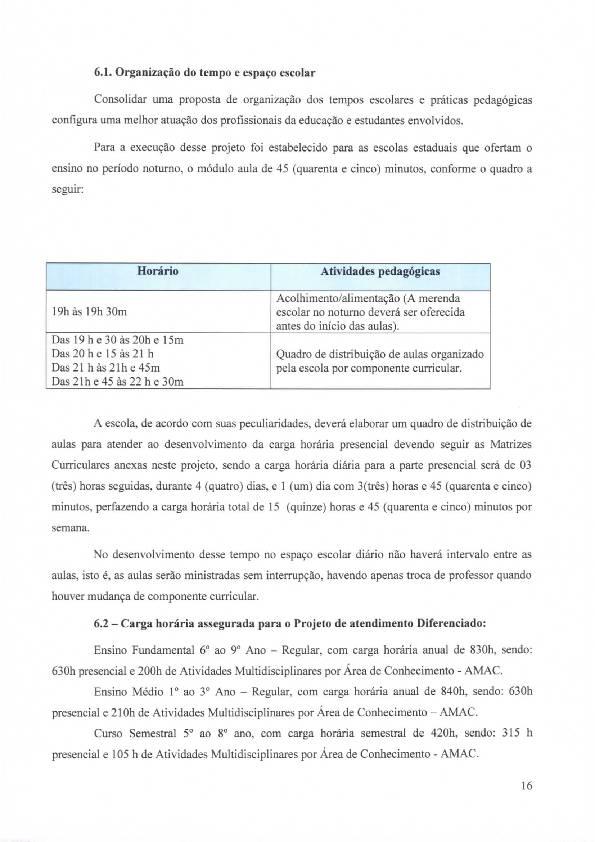 6.1. Organização do tempo e espaço escolar
Consolidar uma proposta de organização dos tempos escolares e práticas pedagógicas
configura uma melhor atuação dos profissionais da educação e estudantes envolvidos.
Para a execução desse projeto foi estabelecido para as escolas estaduais que ofertam o
ensino no período noturno, o módulo aula de 45 (quarenta e cinco) minutos, conforme o quadro a
seguir:
Horário
Atividades pedagógicas
19h às 19h 30m
Acolhimento/alimentação (A merenda
escolar no noturno deverá ser oferecida
antes do início das aulas).
Das 19 h e 30 às 20h e 15m
Das 20 h e 15 às 21 h
Das 21 h às 21h e 45m
Das 21h e 45 às 22 h e 30m
Quadro de distribuição de aulas organizado
pela escola por componente curricular.
A escola, de acordo com suas peculiaridades, deverá elaborar um quadro de distribuição de
aulas para atender ao desenvolvimento da carga horária presencial devendo seguir as Matrizes
Curriculares anexas neste projeto, sendo a carga horária diária para a parte presencial será de 03
(três) horas seguidas, durante 4 (quatro) dias, e 1 (um) dia com 3(três) horas e 45 (quarenta e cinco)
minutos, perfazendo a carga horária total de 15 (quinze) horas e 45 (quarenta e cinco) minutos por
semana.
No desenvolvimento desse tempo no espaço escolar diário não haverá intervalo entre as
aulas, isto é, as aulas serão ministradas sem interrupção, havendo apenas troca de professor quando
houver mudança de componente curricular.
6.2 – Carga horária assegurada para o Projeto de atendimento Diferenciado:
Ensino Fundamental 6º ao 9º Ano – Regular, com carga horária anual de 830h, sendo:
630h presencial e 200h de Atividades Multidisciplinares por Área de Conhecimento - AMAC.
Ensino Médio 1º ao 3º Ano – Regular, com carga horária anual de 840h, sendo: 630h
presencial e 210h de Atividades Multidisciplinares por Área de Conhecimento – AMAC.
Curso Semestral 5º ao 8º ano, com carga horária semestral de 420h, sendo: 315 h
presencial e 105 h de Atividades Multidisciplinares por Área de Conhecimento - AMAC.
16